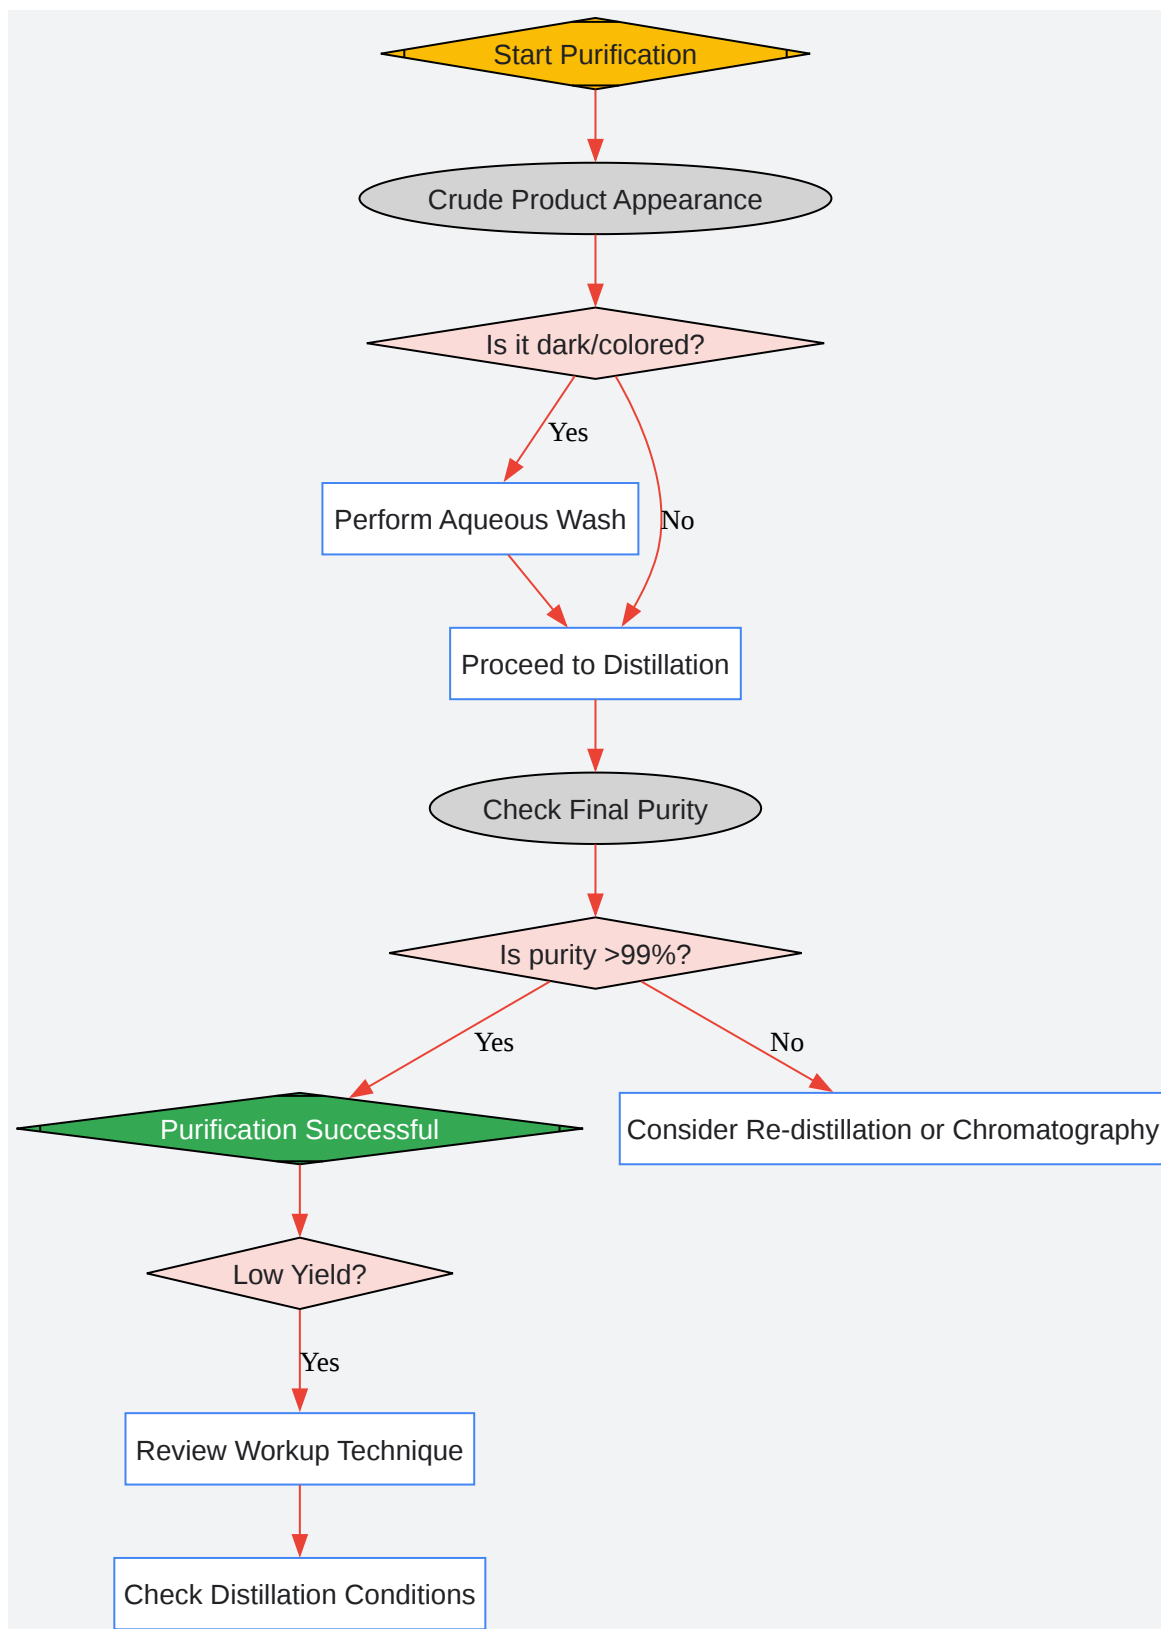 Start Purification
Crude Product Appearance
Is it dark/colored?
Yes
Perform Aqueous Wash
No
Proceed to Distillation
Check Final Purity
Is purity >99%?
Yes
No
Purification Successful
Consider Re-distillation or Chromatography
Low Yield?
Yes
Review Workup Technique
Check Distillation Conditions